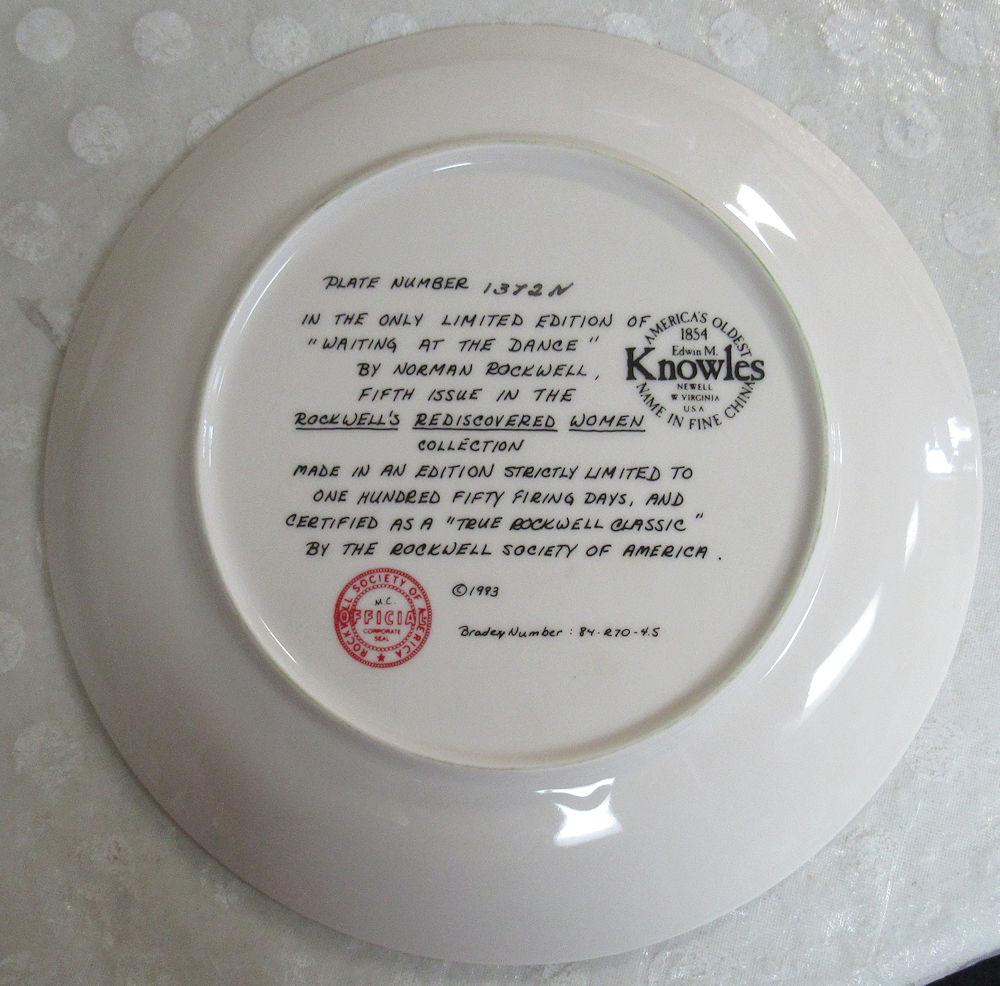 PLATE NUMBER 1372N
IN THE ONLY LIMITED EDITION OF
"WAITING AT THE DANCE"
BY NORMAN ROCKWELL,
FIFTH ISSUE IN THE
ROCKWELL'S REDISCOVERED WOMEN
COLLECTION
MADE IN AN EDITION STRICTLY LIMITED TO
ONE HUNDRED FIFTY FIRING DAYS, AND
CERTIFIED AS A "TRUE ROCKWELL CLASSIC"
BY THE ROCKWELL SOCIETY OF AMERICA.
AMERICA'S OLDEST
1854
Edwin M.
Knowles
NEWELL
W VIRGINIA
U.S.A
NAME IN FINE CHINA
ROCKWELL SOCIETY OF AMERICA
M.C.
OFFICIAL
CORPORATE
SEAL
©1993
Bradex Number: 84-R70-4.5